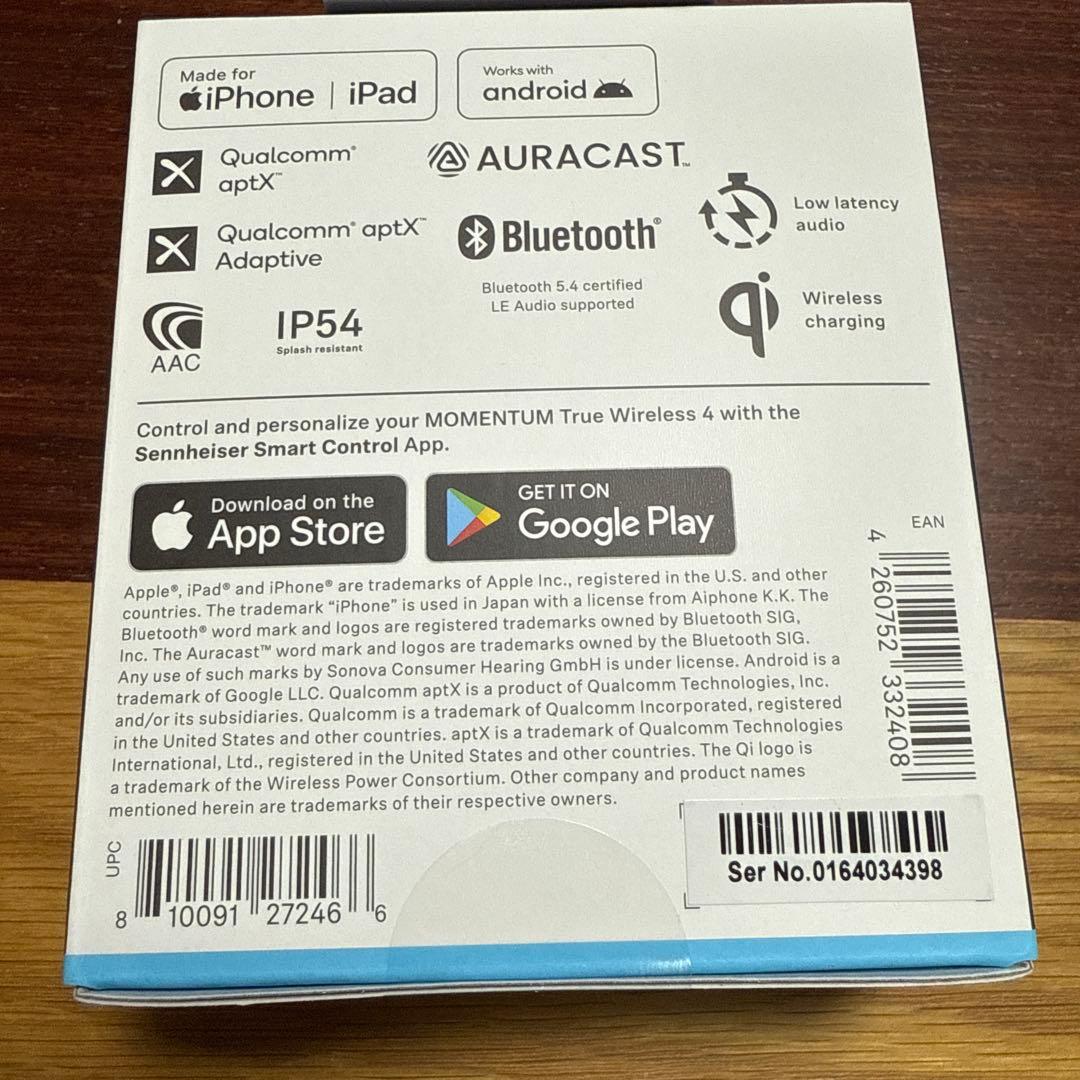 Made for
iPhone | iPad
Works with
android
Qualcomm®
aptX™
AURACAST™
Low latency
audio
Qualcomm® aptX™
Adaptive
Bluetooth®
Bluetooth 5.4 certified
LE Audio supported
qi
Wireless
charging
AAC
IP54
Splash resistant
Control and personalize your MOMENTUM True Wireless 4 with the
Sennheiser Smart Control App.
Download on the
App Store
GET IT ON
Google Play
EAN
4 260752 332408
Apple®, iPad® and iPhone® are trademarks of Apple Inc., registered in the U.S. and other
countries. The trademark “iPhone” is used in Japan with a license from Aiphone K.K. The
Bluetooth® word mark and logos are registered trademarks owned by Bluetooth SIG,
Inc. The Auracast™ word mark and logos are trademarks owned by the Bluetooth SIG.
Any use of such marks by Sonova Consumer Hearing GmbH is under license. Android is a
trademark of Google LLC. Qualcomm aptX is a product of Qualcomm Technologies, Inc.
and/or its subsidiaries. Qualcomm is a trademark of Qualcomm Incorporated, registered
in the United States and other countries. aptX is a trademark of Qualcomm Technologies
International, Ltd., registered in the United States and other countries. The Qi logo is
a trademark of the Wireless Power Consortium. Other company and product names
mentioned herein are trademarks of their respective owners.
UPC
8 10091 27246 6
Ser No.0164034398